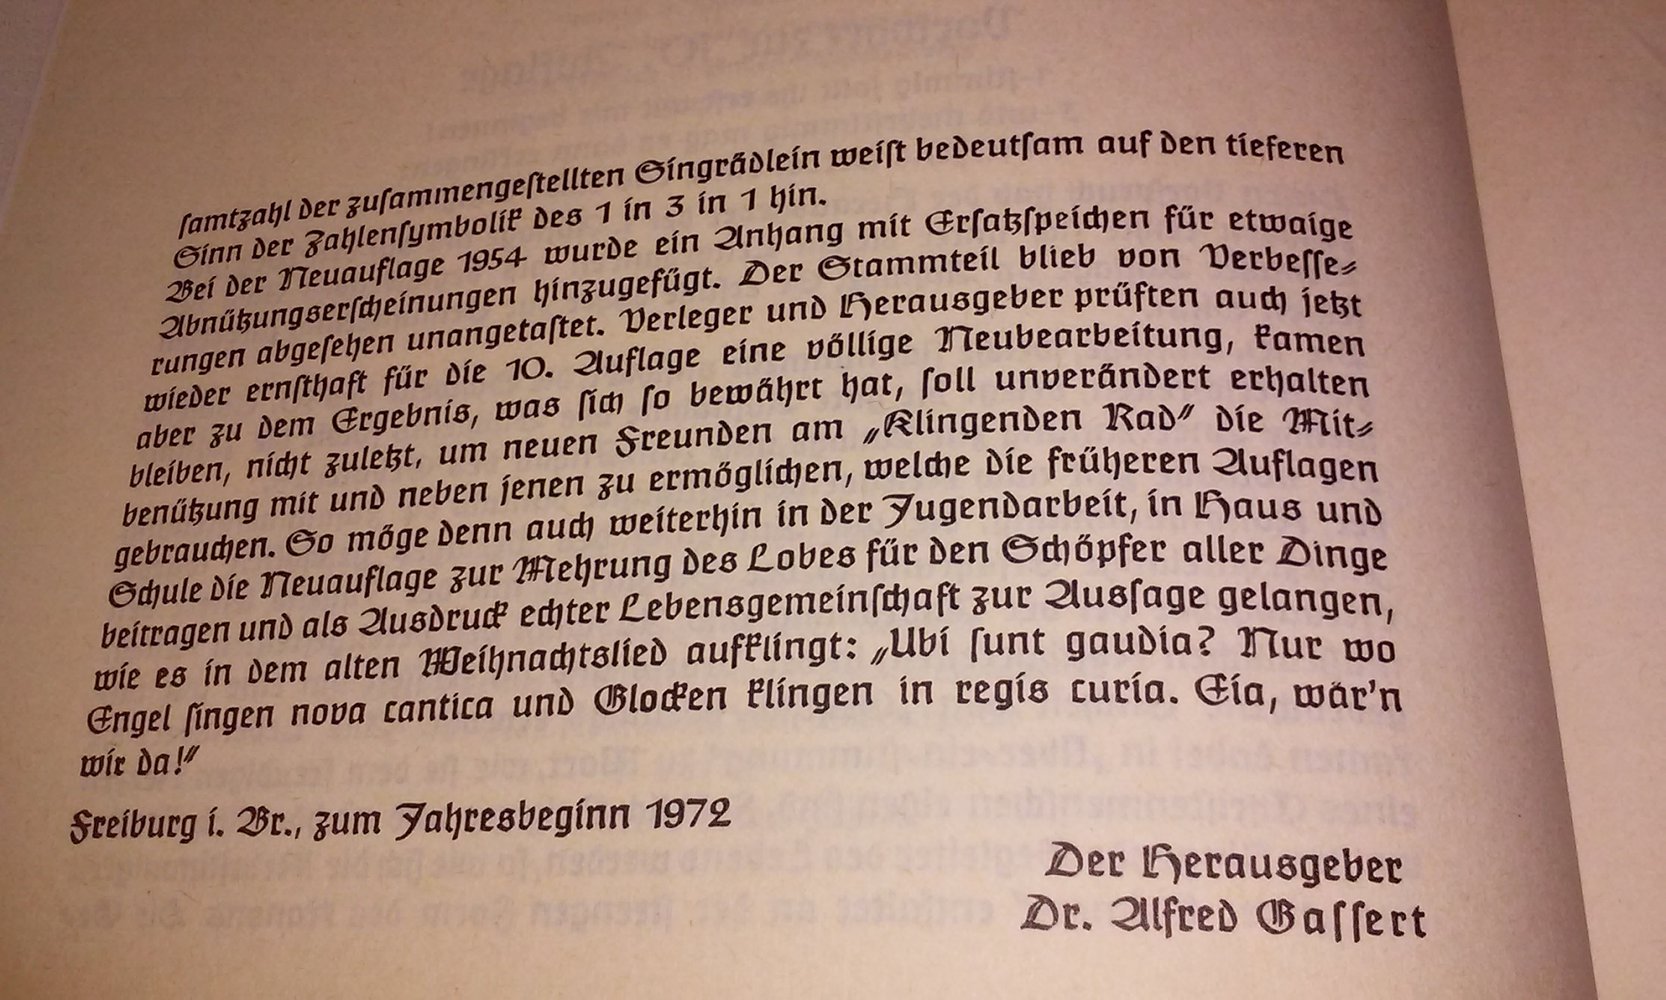 ſamtzahl der zuſammengeſtellten Singrädlein weiſt bedeutſam auf den tieferen
Sinn der Zahlenſymbolik des 1 in 3 in 1 hin.
Bei der Neuauflage 1954 wurde ein Anhang mit Erſatzſpeichen für etwaige
Abnützungserſcheinungen hinzugefügt. Der Stammteil blieb von Verbeſſe⸗
rungen abgeſehen unangetaſtet. Verleger und Herausgeber prüften auch jetzt
wieder ernſthaft für die 10. Auflage eine völlige Neubearbeitung, kamen
aber zu dem Ergebnis, was ſich ſo bewährt hat, ſoll unverändert erhalten
bleiben, nicht zuletzt, um neuen Freunden am „Klingenden Rad" die Mit⸗
benützung mit und neben jenen zu ermöglichen, welche die früheren Auflagen
gebrauchen. So möge denn auch weiterhin in der Jugendarbeit, in Haus und
Schule die Neuauflage zur Mehrung des Lobes für den Schöpfer aller Dinge
beitragen und als Ausdruck echter Lebensgemeinſchaft zur Ausſage gelangen,
wie es in dem alten Weihnachtslied aufklingt: „Ubi ſunt gaudia? Nur wo
Engel ſingen nova cantica und Glocken klingen in regis curia. Eia, wär'n
wir da!"
Freiburg i. Br., zum Jahresbeginn 1972
Der Herausgeber
Dr. Alfred Gaſſert